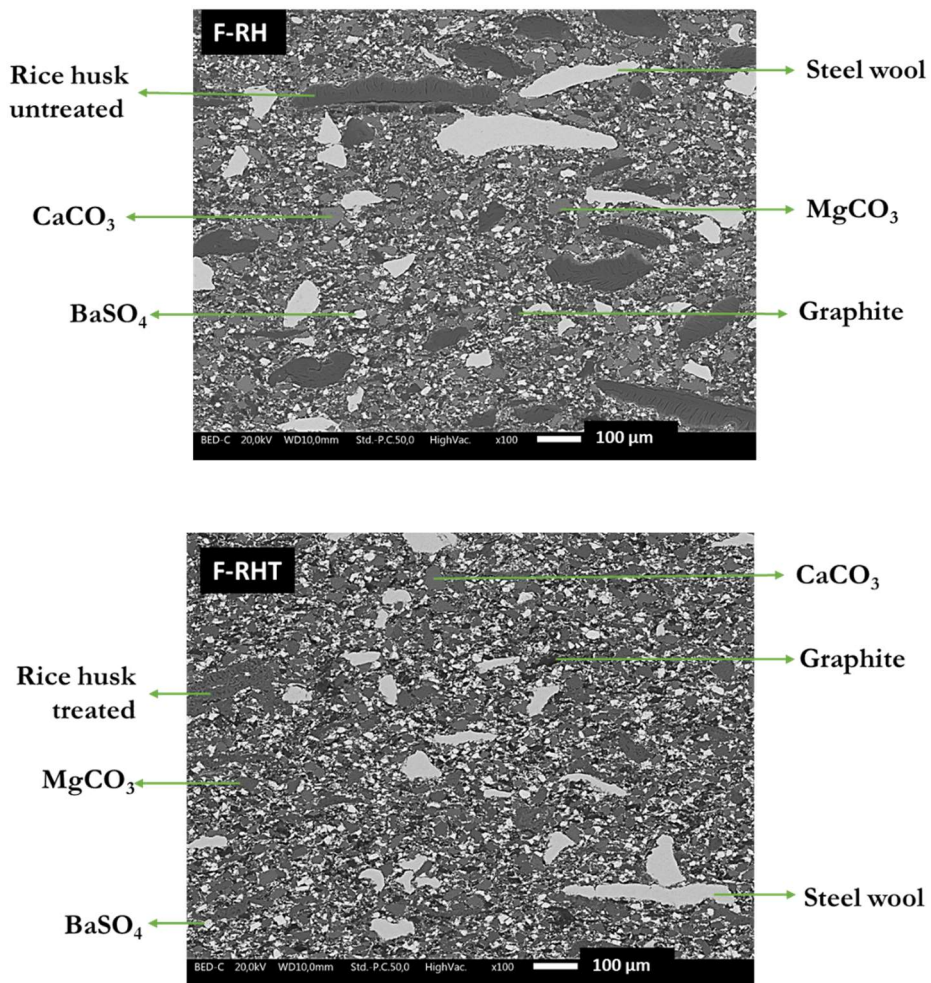 F-RH
Rice husk
untreated
Steel wool
CaCO₃
MgCO₃
BaSO₄
Graphite
BED-C 20,0kV WD10,0mm Std.-P.C.50,0 HighVac. x100 100 µm
F-RHT
CaCO₃
Graphite
Rice husk
treated
MgCO₃
Steel wool
BaSO₄
BED-C 20,0kV WD10,0mm Std.-P.C.50,0 HighVac. x100 100 µm